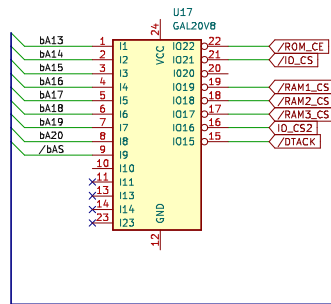 U17
GAL20V8
24
bA13 1 I1 VCC IO22 22 /ROM_CE
bA14 2 I2 IO21 21 /IO_CS
bA15 3 I3 IO20 20
bA16 4 I4 IO19 19 /RAM1_CS
bA17 5 I5 IO18 18 /RAM2_CS
bA18 6 I6 IO17 17 /RAM3_CS
bA19 7 I7 IO16 16 IO_CS2
bA20 8 I8 IO15 15 /DTACK
/bAS 9 I9
10 I10
11 I11
13 I13
14 I14
23 I23
GND
12